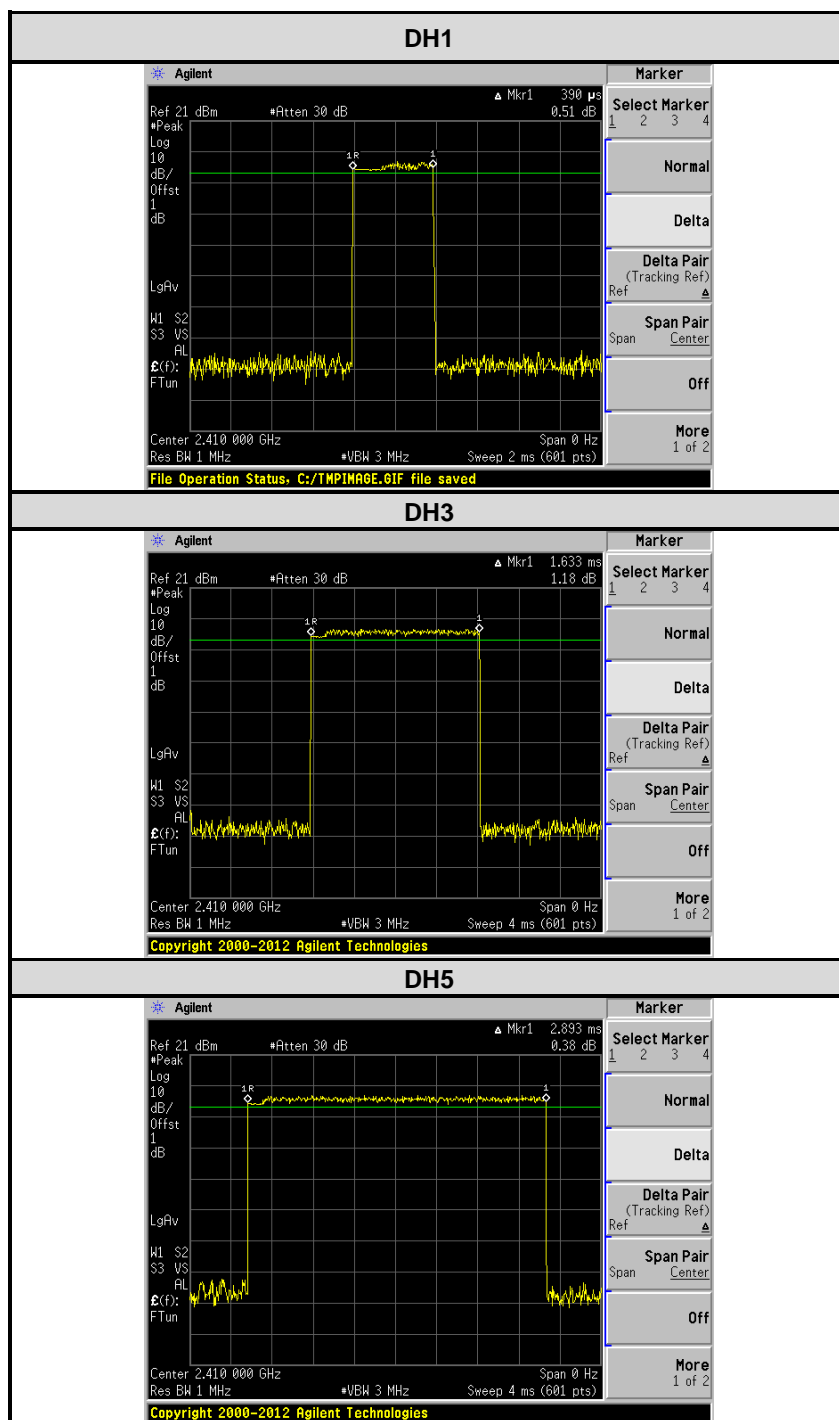 DH1
Agilent
Marker
Δ Mkr1 390 µs
Ref 21 dBm #Atten 30 dB 0.51 dB
#Peak
Log
10
dB/
Offst
1
dB
LgAv
W1 S2
S3 VS
AL
£(f):
FTun
1R
1
Center 2.410 000 GHz Span 0 Hz
Res BW 1 MHz #VBW 3 MHz Sweep 2 ms (601 pts)
File Operation Status, C:/TMPIMAGE.GIF file saved
Select Marker
1 2 3 4
Normal
Delta
Delta Pair
(Tracking Ref)
Ref Δ
Span Pair
Span Center
Off
More
1 of 2
DH3
Agilent
Marker
Δ Mkr1 1.633 ms
Ref 21 dBm #Atten 30 dB 1.18 dB
#Peak
Log
10
dB/
Offst
1
dB
LgAv
W1 S2
S3 VS
AL
£(f):
FTun
1R
1
Center 2.410 000 GHz Span 0 Hz
Res BW 1 MHz #VBW 3 MHz Sweep 4 ms (601 pts)
Copyright 2000-2012 Agilent Technologies
Select Marker
1 2 3 4
Normal
Delta
Delta Pair
(Tracking Ref)
Ref Δ
Span Pair
Span Center
Off
More
1 of 2
DH5
Agilent
Marker
Δ Mkr1 2.893 ms
Ref 21 dBm #Atten 30 dB 0.38 dB
#Peak
Log
10
dB/
Offst
1
dB
LgAv
W1 S2
S3 VS
AL
£(f):
FTun
1R
1
Center 2.410 000 GHz Span 0 Hz
Res BW 1 MHz #VBW 3 MHz Sweep 4 ms (601 pts)
Copyright 2000-2012 Agilent Technologies
Select Marker
1 2 3 4
Normal
Delta
Delta Pair
(Tracking Ref)
Ref Δ
Span Pair
Span Center
Off
More
1 of 2